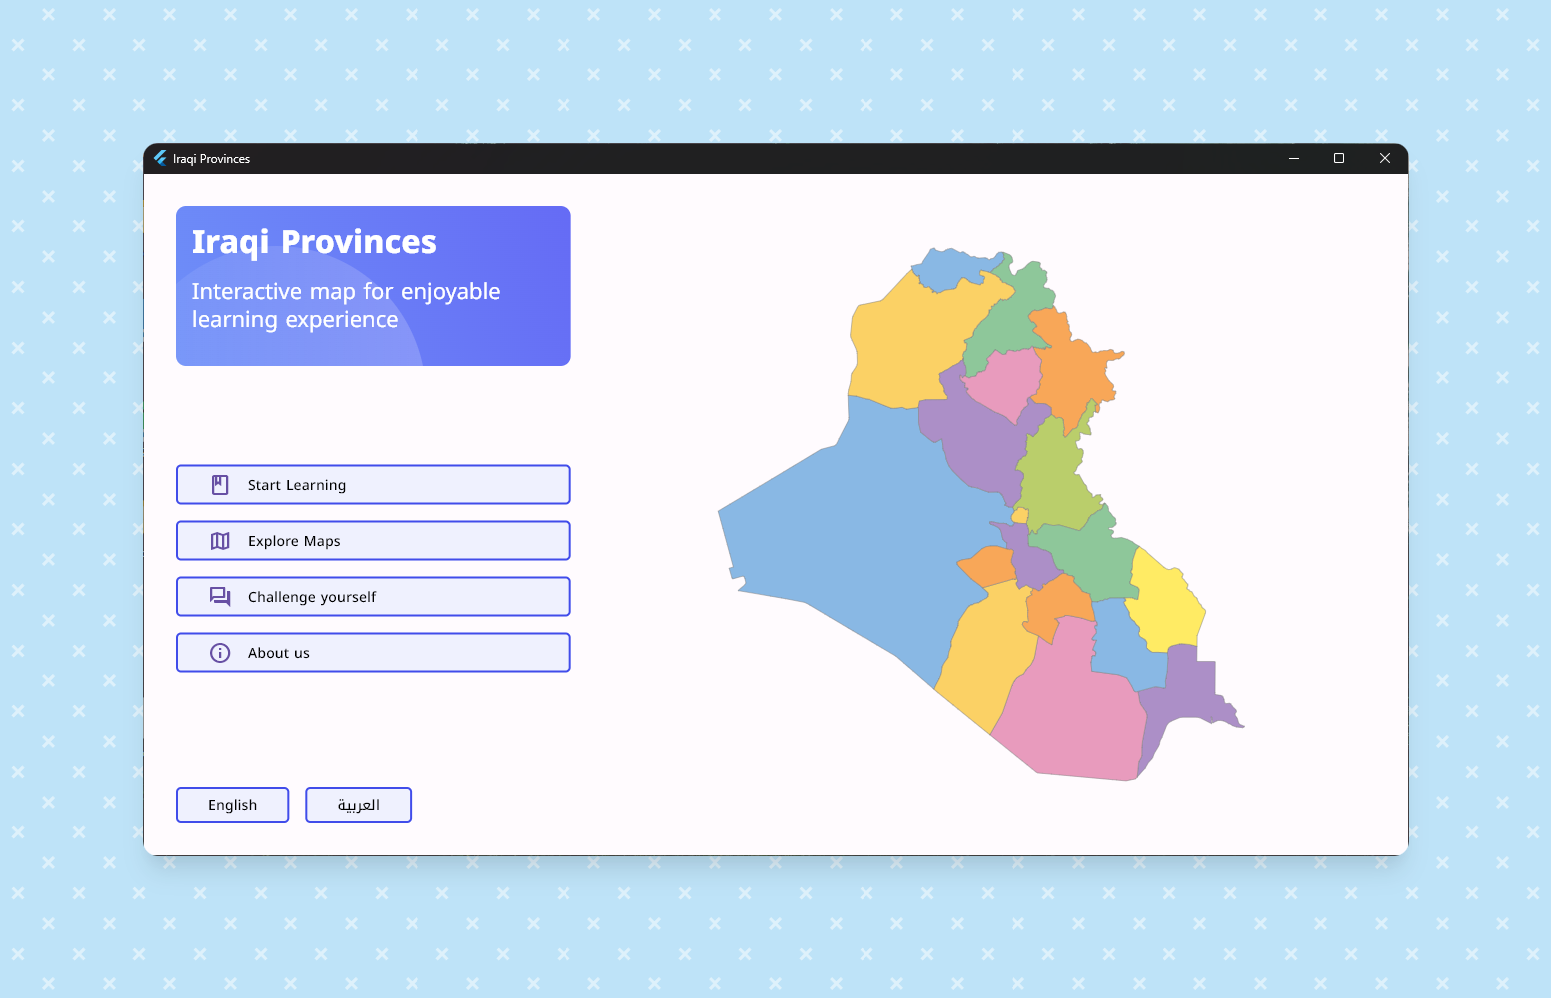 Iraqi Provinces
Iraqi Provinces
Interactive map for enjoyable
learning experience
Start Learning
Explore Maps
Challenge yourself
About us
English
العربية